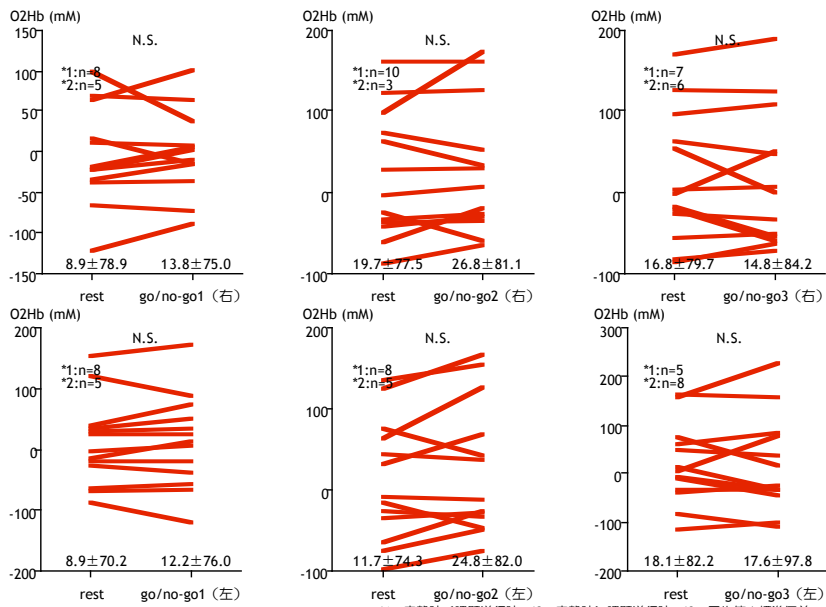 O2Hb (mM)
N.S.
*1:n=8
*2:n=5
150
100
50
0
-50
-100
-150
8.9±78.9
13.8±75.0
rest
go/no-go1（右）
O2Hb (mM)
N.S.
*1:n=10
*2:n=3
200
100
0
-100
19.7±77.5
26.8±81.1
rest
go/no-go2（右）
O2Hb (mM)
N.S.
*1:n=7
*2:n=6
200
100
0
-100
16.8±79.7
14.8±84.2
rest
go/no-go3（右）
O2Hb (mM)
N.S.
*1:n=8
*2:n=5
200
100
0
-100
-200
8.9±70.2
12.2±76.0
rest
go/no-go1（左）
O2Hb (mM)
N.S.
*1:n=8
*2:n=5
200
100
0
-100
11.7±74.3
24.8±82.0
rest
go/no-go2（左）
O2Hb (mM)
N.S.
*1:n=5
*2:n=8
300
200
100
0
-100
-200
18.1±82.2
17.6±97.8
rest
go/no-go3（左）